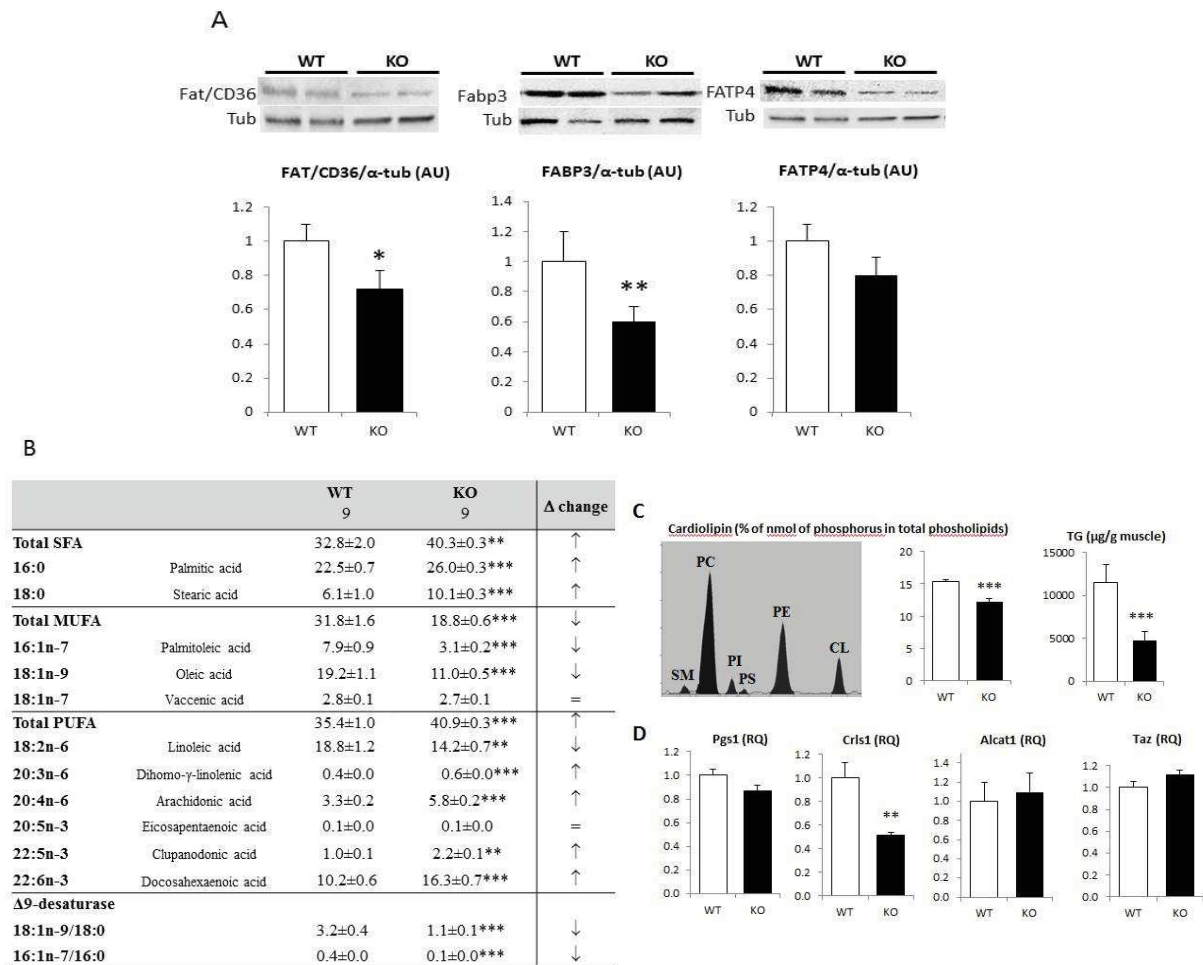 A
WT KO WT KO WT KO
Fat/CD36 Fabp3 FATP4
Tub Tub Tub
FAT/CD36/α-tub (AU) FABP3/α-tub (AU) FATP4/α-tub (AU)
1.2
1
0.8
0.6
0.4
0.2
0
*
WT KO
1.4
1.2
1
0.8
0.6
0.4
0.2
0
**
WT KO
1.2
1
0.8
0.6
0.4
0.2
0
WT KO
B
WT KO Δ change
9 9
Total SFA 32.8±2.0 40.3±0.3** ↑
16:0 Palmitic acid 22.5±0.7 26.0±0.3*** ↑
18:0 Stearic acid 6.1±1.0 10.1±0.3*** ↑
Total MUFA 31.8±1.6 18.8±0.6*** ↓
16:1n-7 Palmitoleic acid 7.9±0.9 3.1±0.2*** ↓
18:1n-9 Oleic acid 19.2±1.1 11.0±0.5*** ↓
18:1n-7 Vaccenic acid 2.8±0.1 2.7±0.1 =
Total PUFA 35.4±1.0 40.9±0.3*** ↑
18:2n-6 Linoleic acid 18.8±1.2 14.2±0.7** ↓
20:3n-6 Dihomo-γ-linolenic acid 0.4±0.0 0.6±0.0*** ↑
20:4n-6 Arachidonic acid 3.3±0.2 5.8±0.2*** ↑
20:5n-3 Eicosapentaenoic acid 0.1±0.0 0.1±0.0 =
22:5n-3 Clupanodonic acid 1.0±0.1 2.2±0.1** ↑
22:6n-3 Docosahexaenoic acid 10.2±0.6 16.3±0.7*** ↑
Δ9-desaturase
18:1n-9/18:0 3.2±0.4 1.1±0.1*** ↓
16:1n-7/16:0 0.4±0.0 0.1±0.0*** ↓
C
Cardiolipin (% of nmol of phosphorus in total phosholipids)
PC
PE
SM PI PS CL
20
15
10
5
0
***
WT KO
TG (µg/g muscle)
15000
10000
5000
0
***
WT KO
D
Pgs1 (RQ)
1.2
1.0
0.8
0.6
0.4
0.2
0.0
WT KO
Crls1 (RQ)
1.2
1.0
0.8
0.6
0.4
0.2
0.0
**
WT KO
Alcat1 (RQ)
1.4
1.2
1.0
0.8
0.6
0.4
0.2
0.0
WT KO
Taz (RQ)
1.2
1.0
0.8
0.6
0.4
0.2
0.0
WT KO